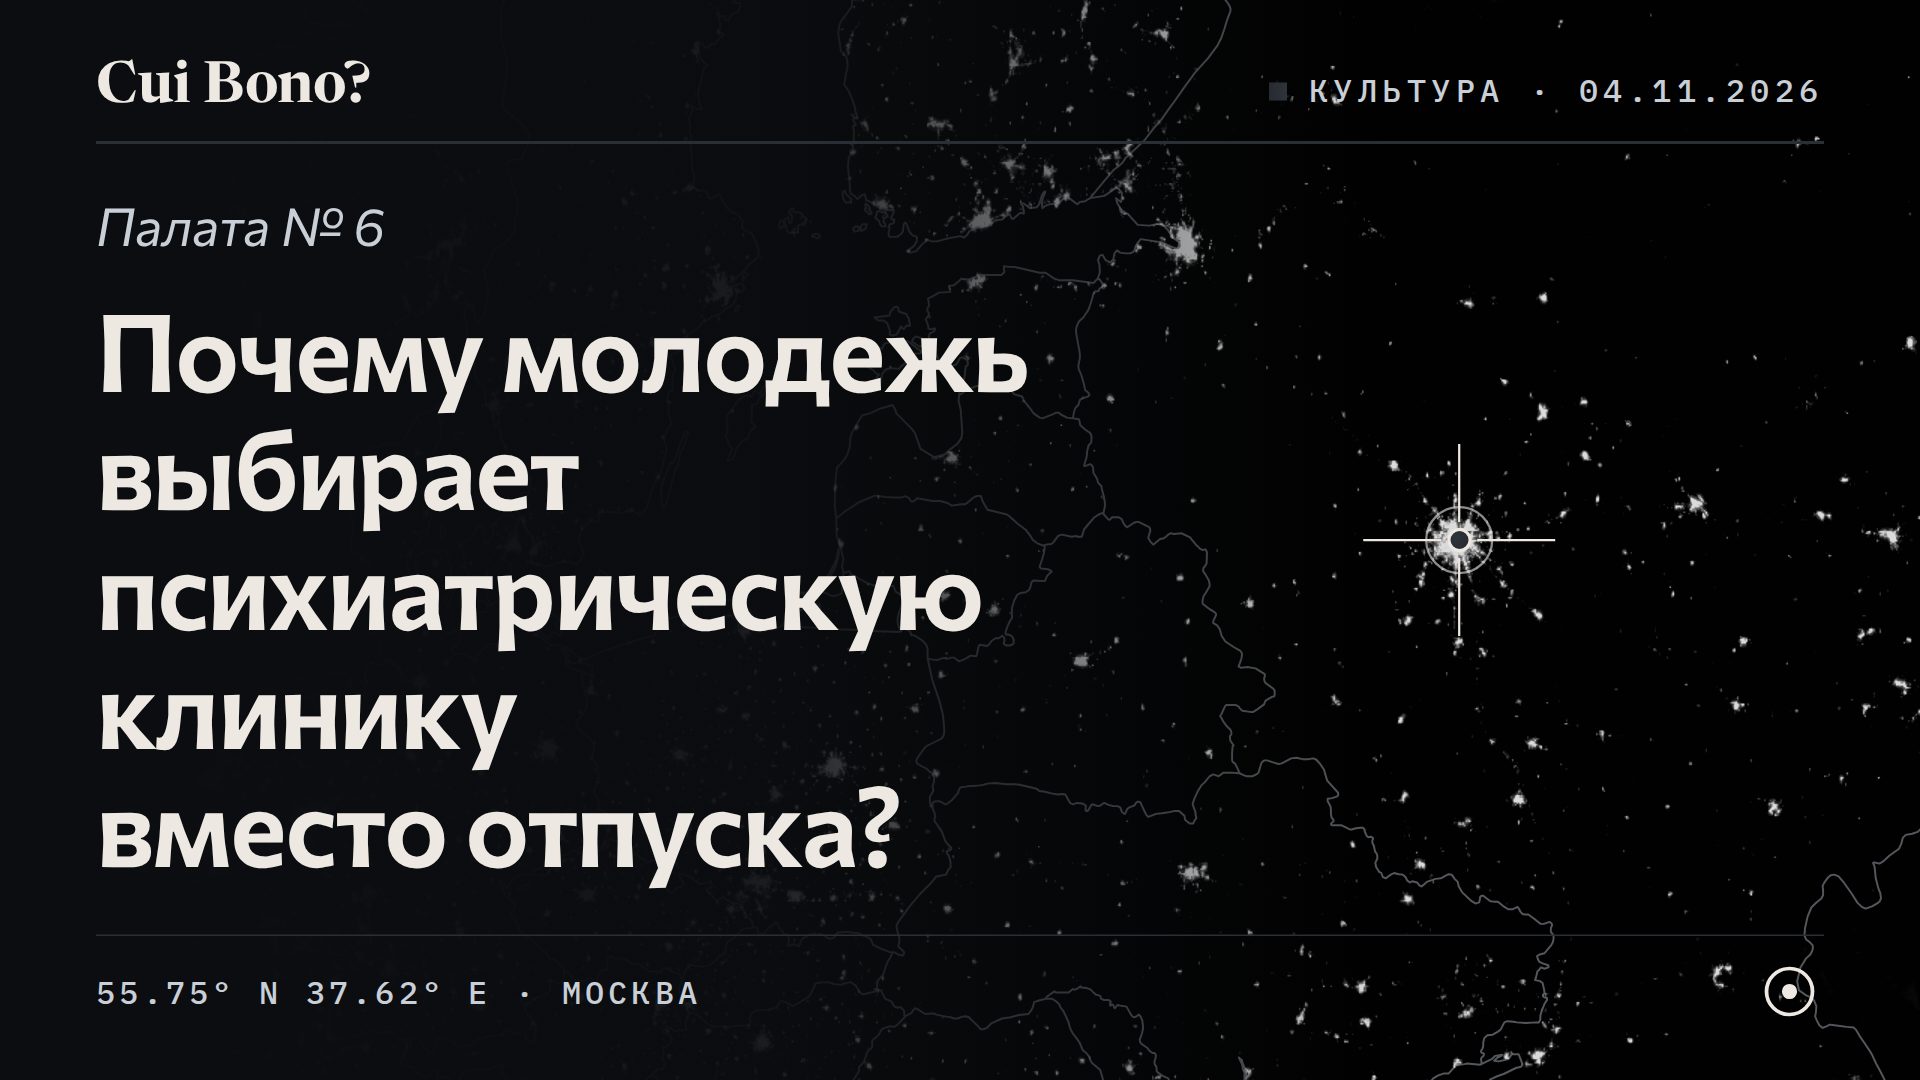 Cui Bono?
КУЛЬТУРА · 04.11.2026
Палата № 6
Почему молодежь
выбирает
психиатрическую
клинику
вместо отпуска?
55.75° N 37.62° E · МОСКВА